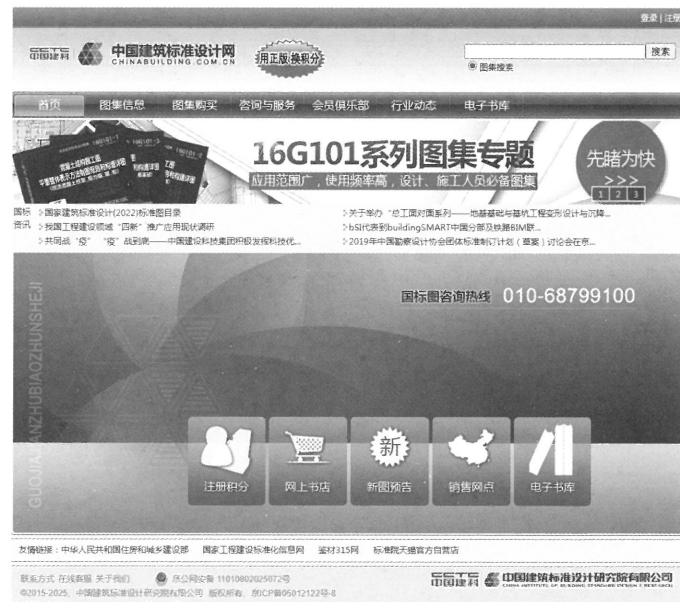 登录 | 注册
CCTC 中国建科 中国建筑标准设计网
CHINABUILDING.COM.CN
用正版 换积分
搜索
图集搜索
首页 图集信息 图集购买 咨询与服务 会员俱乐部 行业动态 电子书库
16G101系列图集专题
应用范围广，使用频率高，设计、施工人员必备图集
先睹为快
>>>
1 2 3
国标资讯
国家建筑标准设计(2022)标准图目录
我国工程建设领域“四新”推广应用现状调研
共同战“疫” “疫”战到底——中国建设科技集团积极发挥科技优...
关于举办“总工面对面系列——地基基础与基坑工程变形设计与沉降...
bSI代表到buildingSMART中国分部及铁路BIM联...
2019年中国勘察设计协会团体标准制订计划（草案）讨论会在京...
国标图咨询热线 010-68799100
GUOJIAJIANZHUBIAOZHUNSHEJI
注册积分 网上书店 新图预告 销售网点 电子书库
新
友情链接：中华人民共和国住房和城乡建设部 国家工程建设标准化信息网 鉴材315网 标准院天猫官方自营店
联系方式 在线客服 关于我们 京公网安备 11010802025072号
©2015-2025，中国建筑标准设计研究院有限公司 版权所有，京ICP备05012122号-8
CCTC 中国建科 中国建筑标准设计研究院有限公司
CHINA INSTITUTE OF BUILDING STANDARD DESIGN & RESEARCH